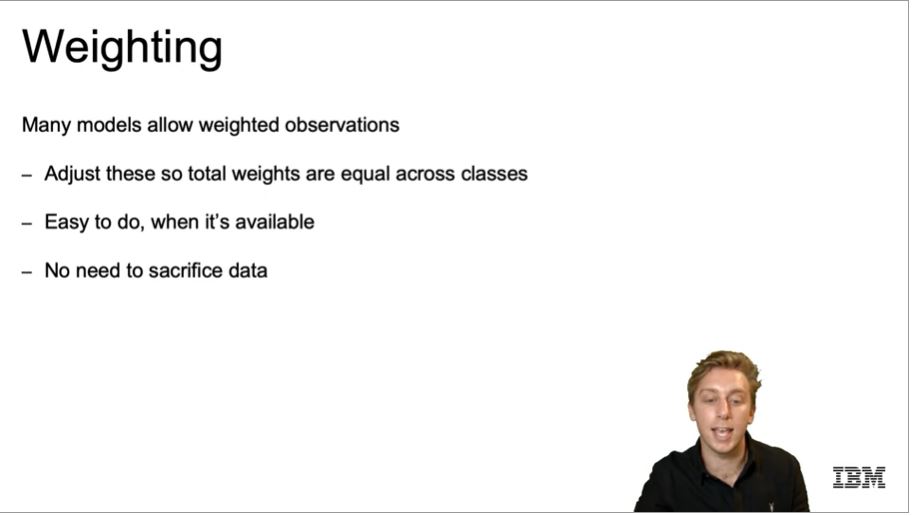 Weighting
Many models allow weighted observations
– Adjust these so total weights are equal across classes
– Easy to do, when it's available
– No need to sacrifice data
IBM